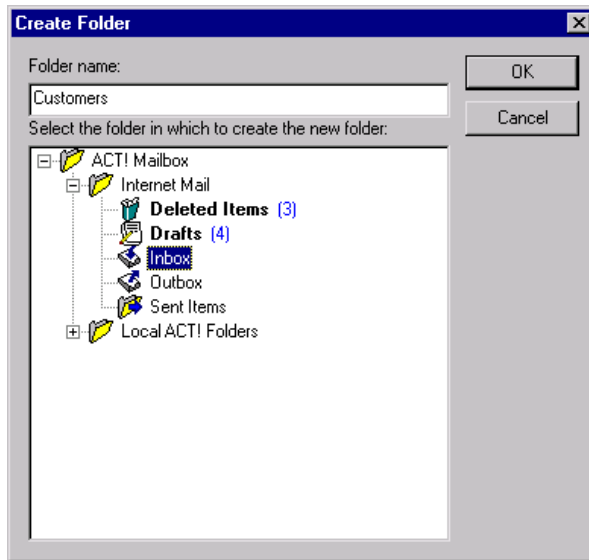 Create Folder
Folder name:
OK
Customers
Cancel
Select the folder in which to create the new folder:
ACT! Mailbox
Internet Mail
Deleted Items (3)
Drafts (4)
Inbox
Outbox
Sent Items
Local ACT! Folders